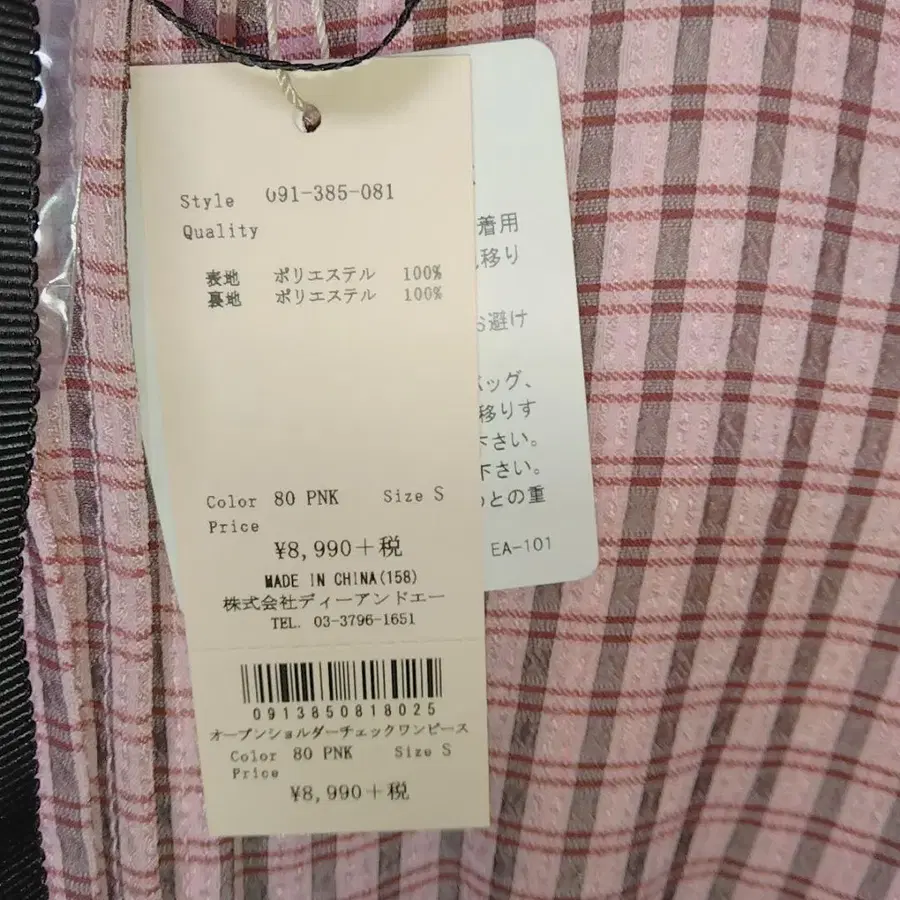 Style 091-385-081
Quality
表地 ポリエステル 100%
裏地 ポリエステル 100%
Color 80 PNK Size S
Price
¥8,990+税
MADE IN CHINA(158)
株式会社ディーアンドエー
TEL. 03-3796-1651
0913850818025
オープンショルダーチェックワンピース
Color 80 PNK Size S
Price
¥8,990+税
着用
移り
お避け
バッグ、
移りす
下さい。
下さい。
との重
EA-101